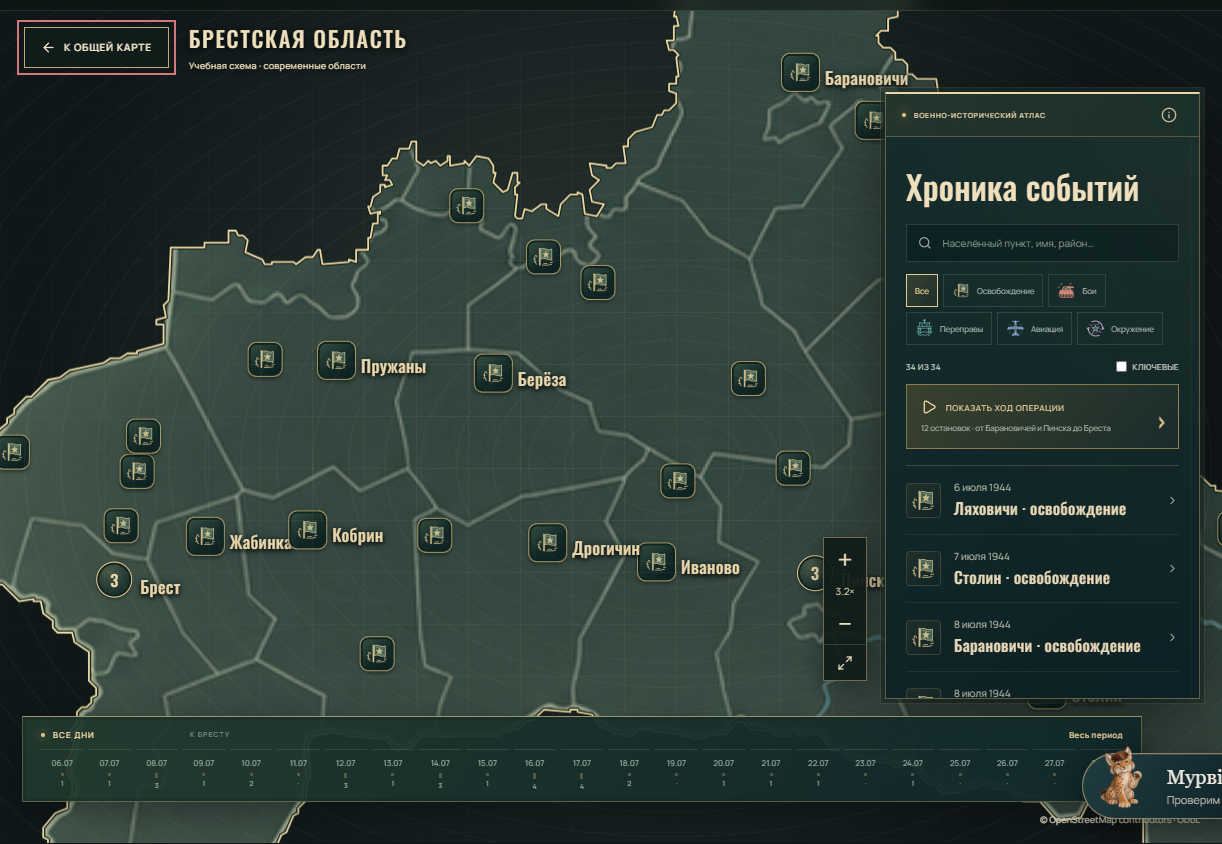 К ОБЩЕЙ КАРТЕ
БРЕСТСКАЯ ОБЛАСТЬ
Учебная схема · современные области
Барановичи
Пружаны
Берёза
Жабинка
Кобрин
Дрогичин
Иваново
3
Брест
3
+
3.2×
−
ВОЕННО-ИСТОРИЧЕСКИЙ АТЛАС
Хроника событий
Населённый пункт, имя, район...
Все
Освобождение
Бои
Переправы
Авиация
Окружение
34 ИЗ 34
КЛЮЧЕВЫЕ
ПОКАЗАТЬ ХОД ОПЕРАЦИИ
12 остановок · от Барановичей и Пинска до Бреста
6 июля 1944
Ляховичи · освобождение
7 июля 1944
Столин · освобождение
8 июля 1944
Барановичи · освобождение
8 июля 1944
ВСЕ ДНИ
К БРЕСТУ
Весь период
06.07 07.07 08.07 09.07 10.07 11.07 12.07 13.07 14.07 15.07 16.07 17.07 18.07 19.07 20.07 21.07 22.07 23.07 24.07 25.07 26.07 27.07
1 1 3 1 2 · 3 1 3 1 4 4 2 · 1 1 1 · 1 · · ·
Мурві
Проверим
© OpenStreetMap contributors